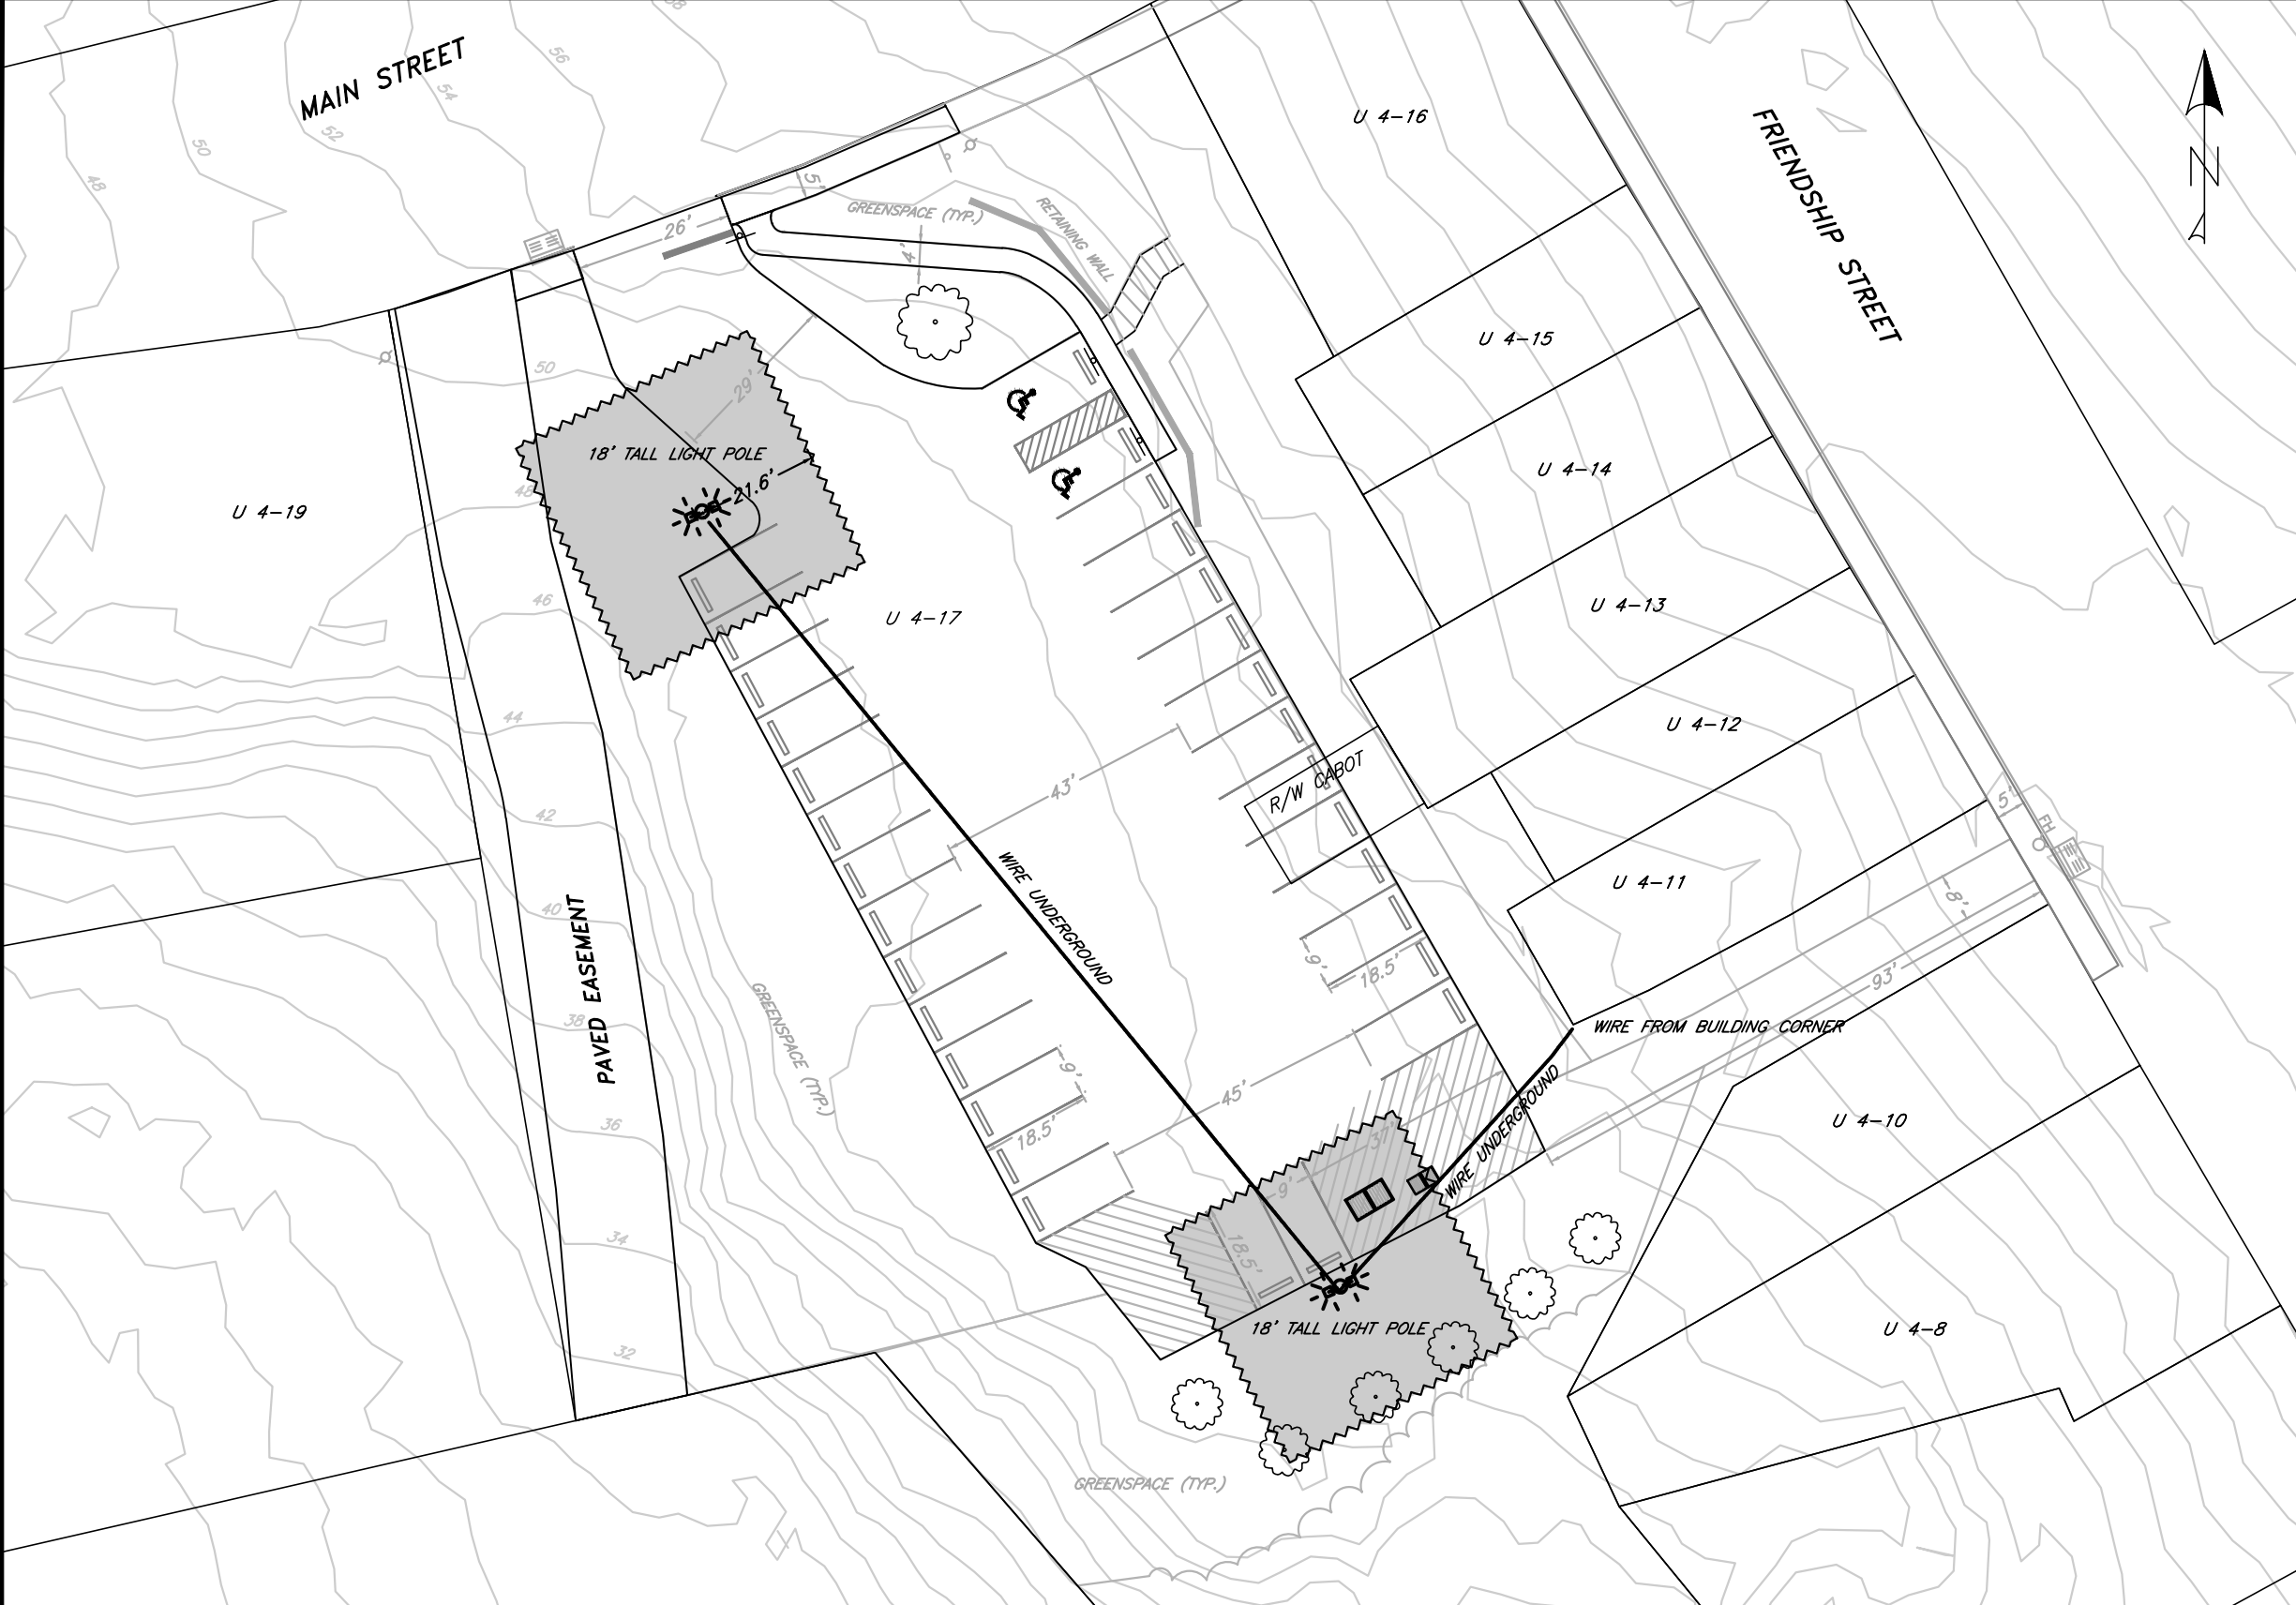 58
56
54
52
50
48
MAIN STREET
U 4-16
FRIENDSHIP STREET
N
5'
GREENSPACE (TYP.)
RETAINING WALL
26'
4'
U 4-15
50
29'
18' TALL LIGHT POLE
21.6'
U 4-14
48
U 4-19
46
U 4-17
U 4-13
44
U 4-12
43'
R/W CABOT
42
5'
FH
WIRE UNDERGROUND
U 4-11
40
8'
PAVED EASEMENT
9'
18.5'
93'
38
GREENSPACE (TYP.)
WIRE FROM BUILDING CORNER
9'
45'
WIRE UNDERGROUND
36
18.5'
37'
U 4-10
9'
K
34
18.5'
18' TALL LIGHT POLE
U 4-8
32
GREENSPACE (TYP.)